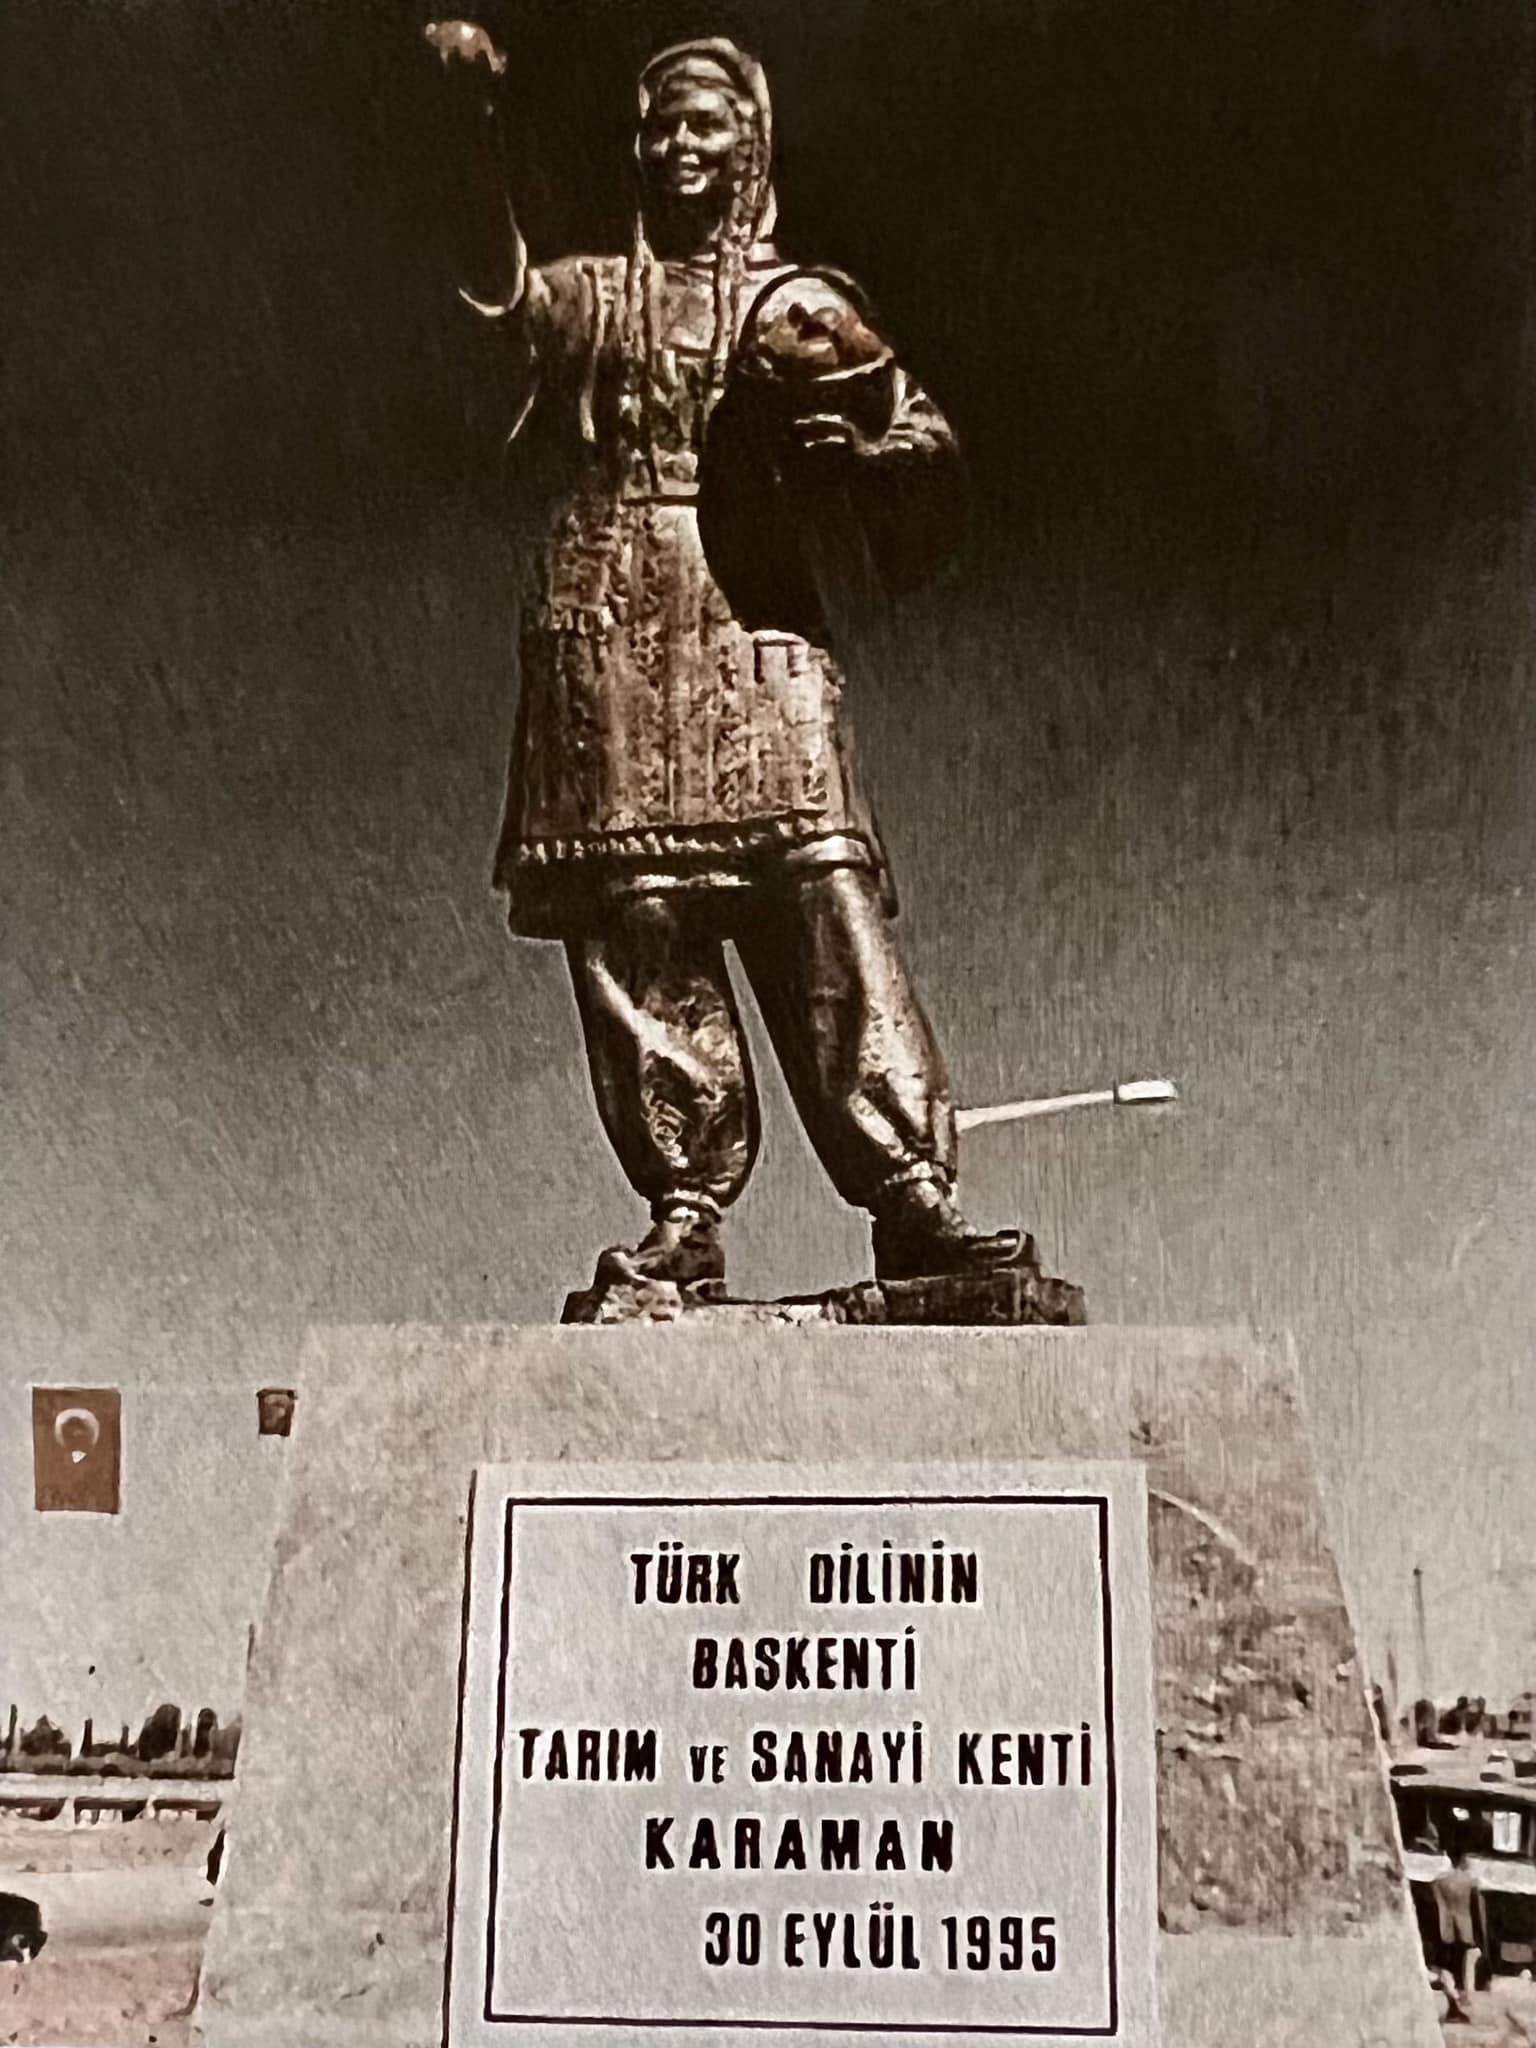 TÜRK DİLİNİN
BAŞKENTİ
TARIM VE SANAYİ KENTİ
KARAMAN
30 EYLÜL 1995